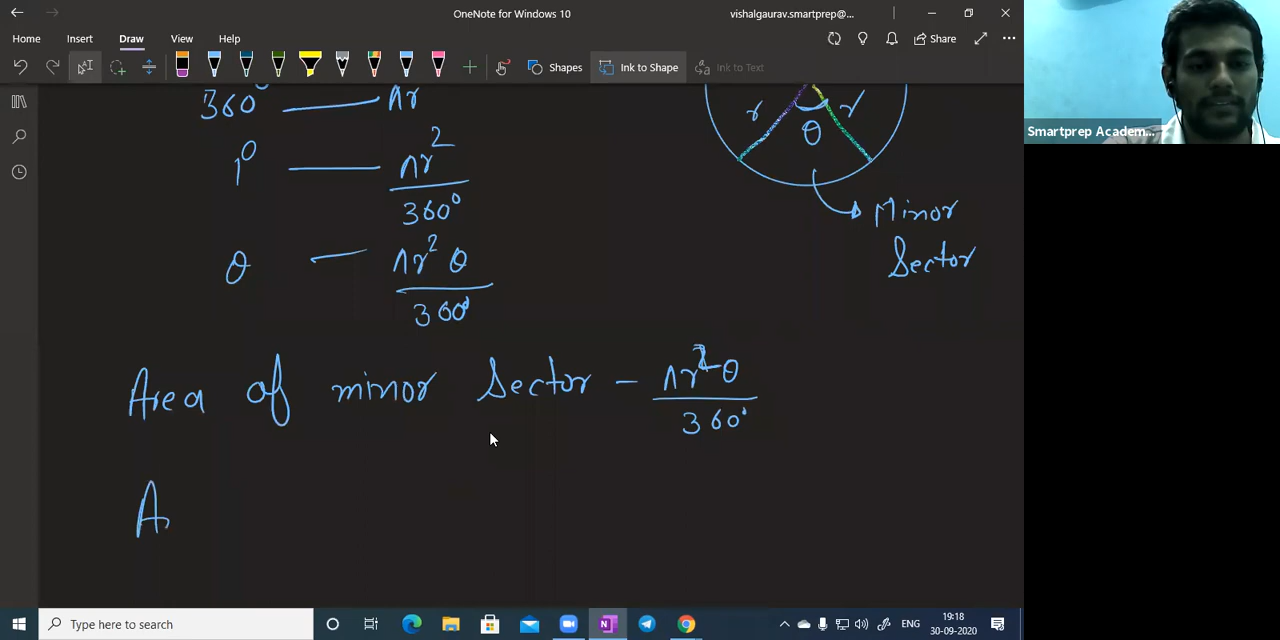 OneNote for Windows 10
vishalgaurav.smartprep@...
Home Insert Draw View Help
Share
Shapes
Ink to Shape
Ink to Text
Smartprep Academ...
360° — πr
1° — πr²/360°
θ — πr²θ/360°
r θ r
Minor
Sector
Area of minor Sector – πr²θ/360°
A
Type here to search
ENG
19:18
30-09-2020